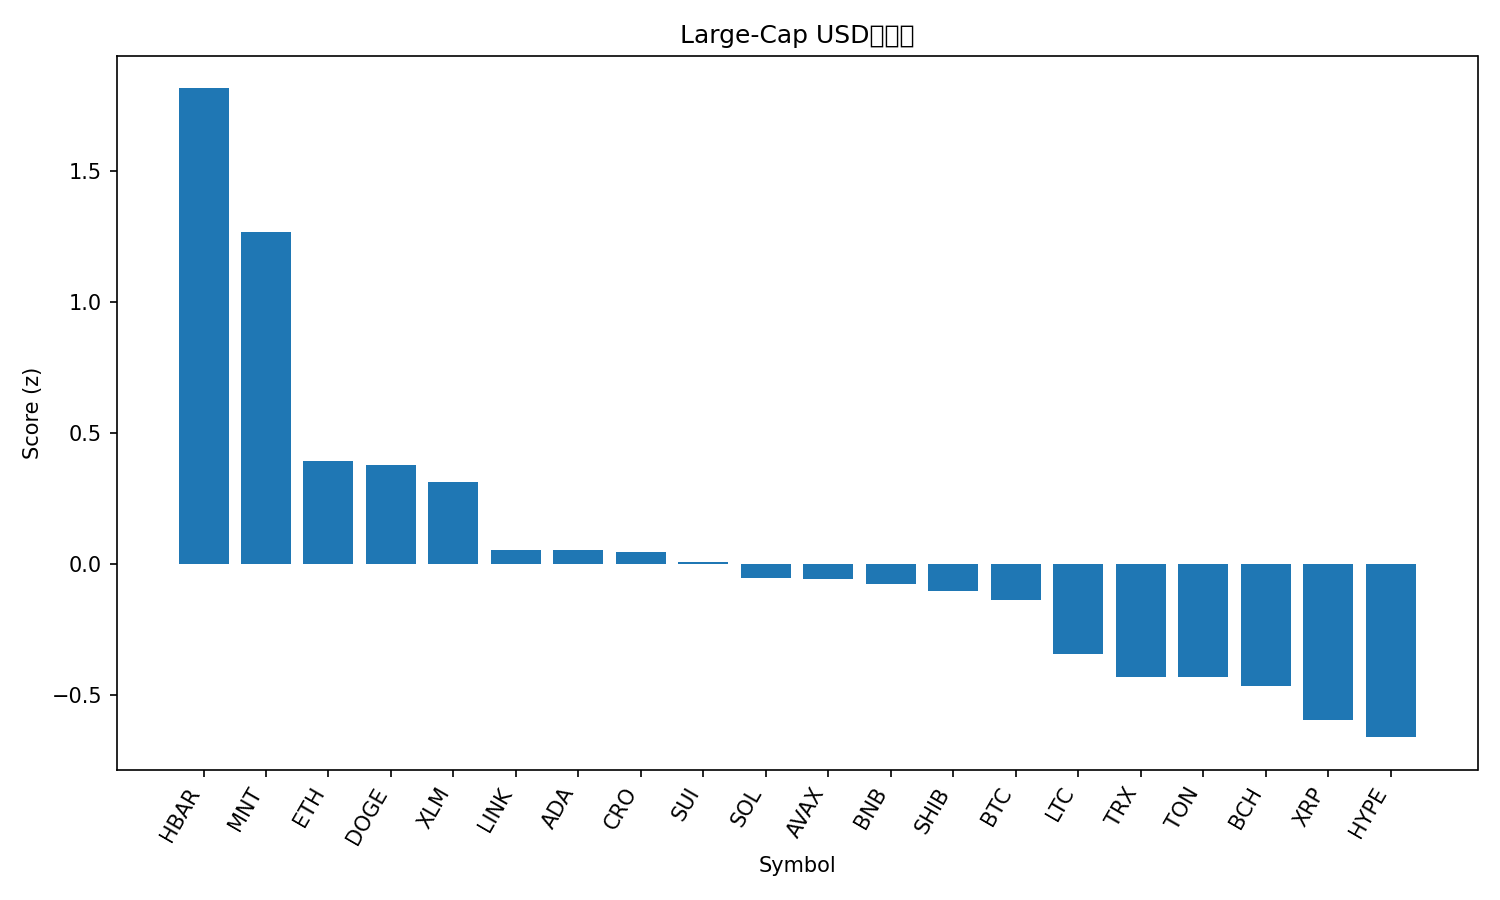 Large-Cap USD
Score (z)
1.5
1.0
0.5
0.0
−0.5
HBAR
MNT
ETH
DOGE
XLM
LINK
ADA
CRO
SUI
SOL
AVAX
BNB
SHIB
BTC
LTC
TRX
TON
BCH
XRP
HYPE
Symbol